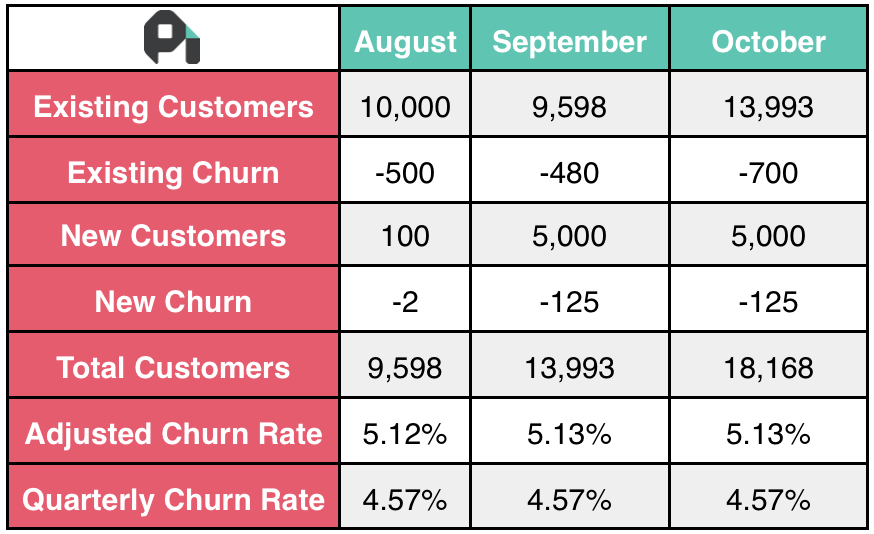 August September October
Existing Customers 10,000 9,598 13,993
Existing Churn -500 -480 -700
New Customers 100 5,000 5,000
New Churn -2 -125 -125
Total Customers 9,598 13,993 18,168
Adjusted Churn Rate 5.12% 5.13% 5.13%
Quarterly Churn Rate 4.57% 4.57% 4.57%